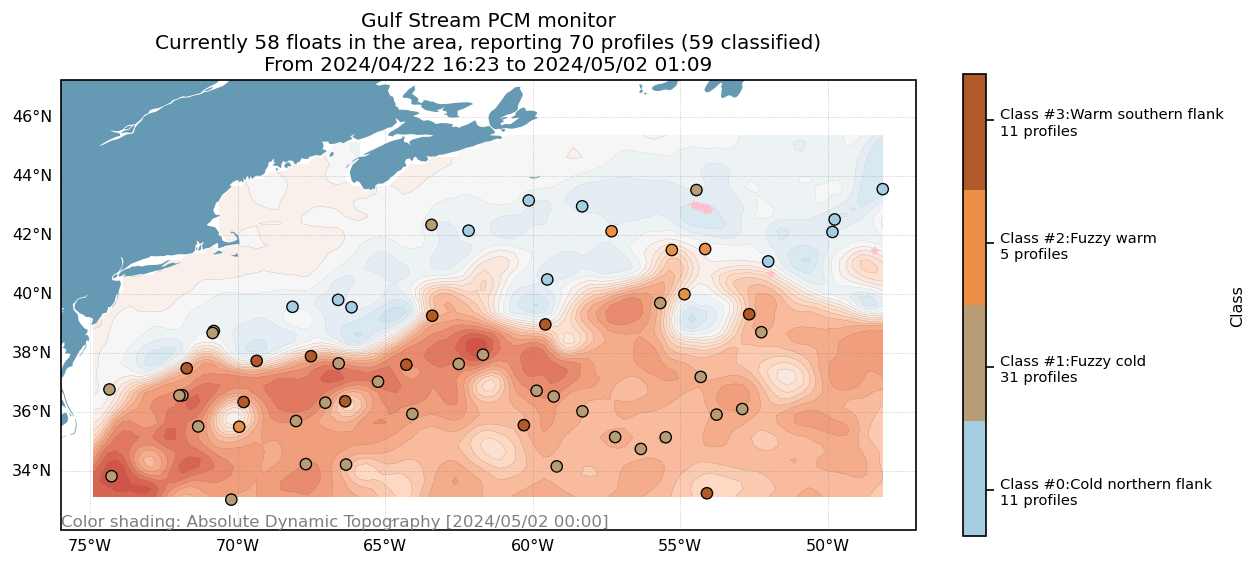 Gulf Stream PCM monitor
Currently 58 floats in the area, reporting 70 profiles (59 classified)
From 2024/04/22 16:23 to 2024/05/02 01:09
46°N
44°N
42°N
40°N
38°N
36°N
34°N
Color shading: Absolute Dynamic Topography [2024/05/02 00:00]
75°W
70°W
65°W
60°W
55°W
50°W
Class #3:Warm southern flank
11 profiles
Class #2:Fuzzy warm
5 profiles
Class #1:Fuzzy cold
31 profiles
Class #0:Cold northern flank
11 profiles
Class